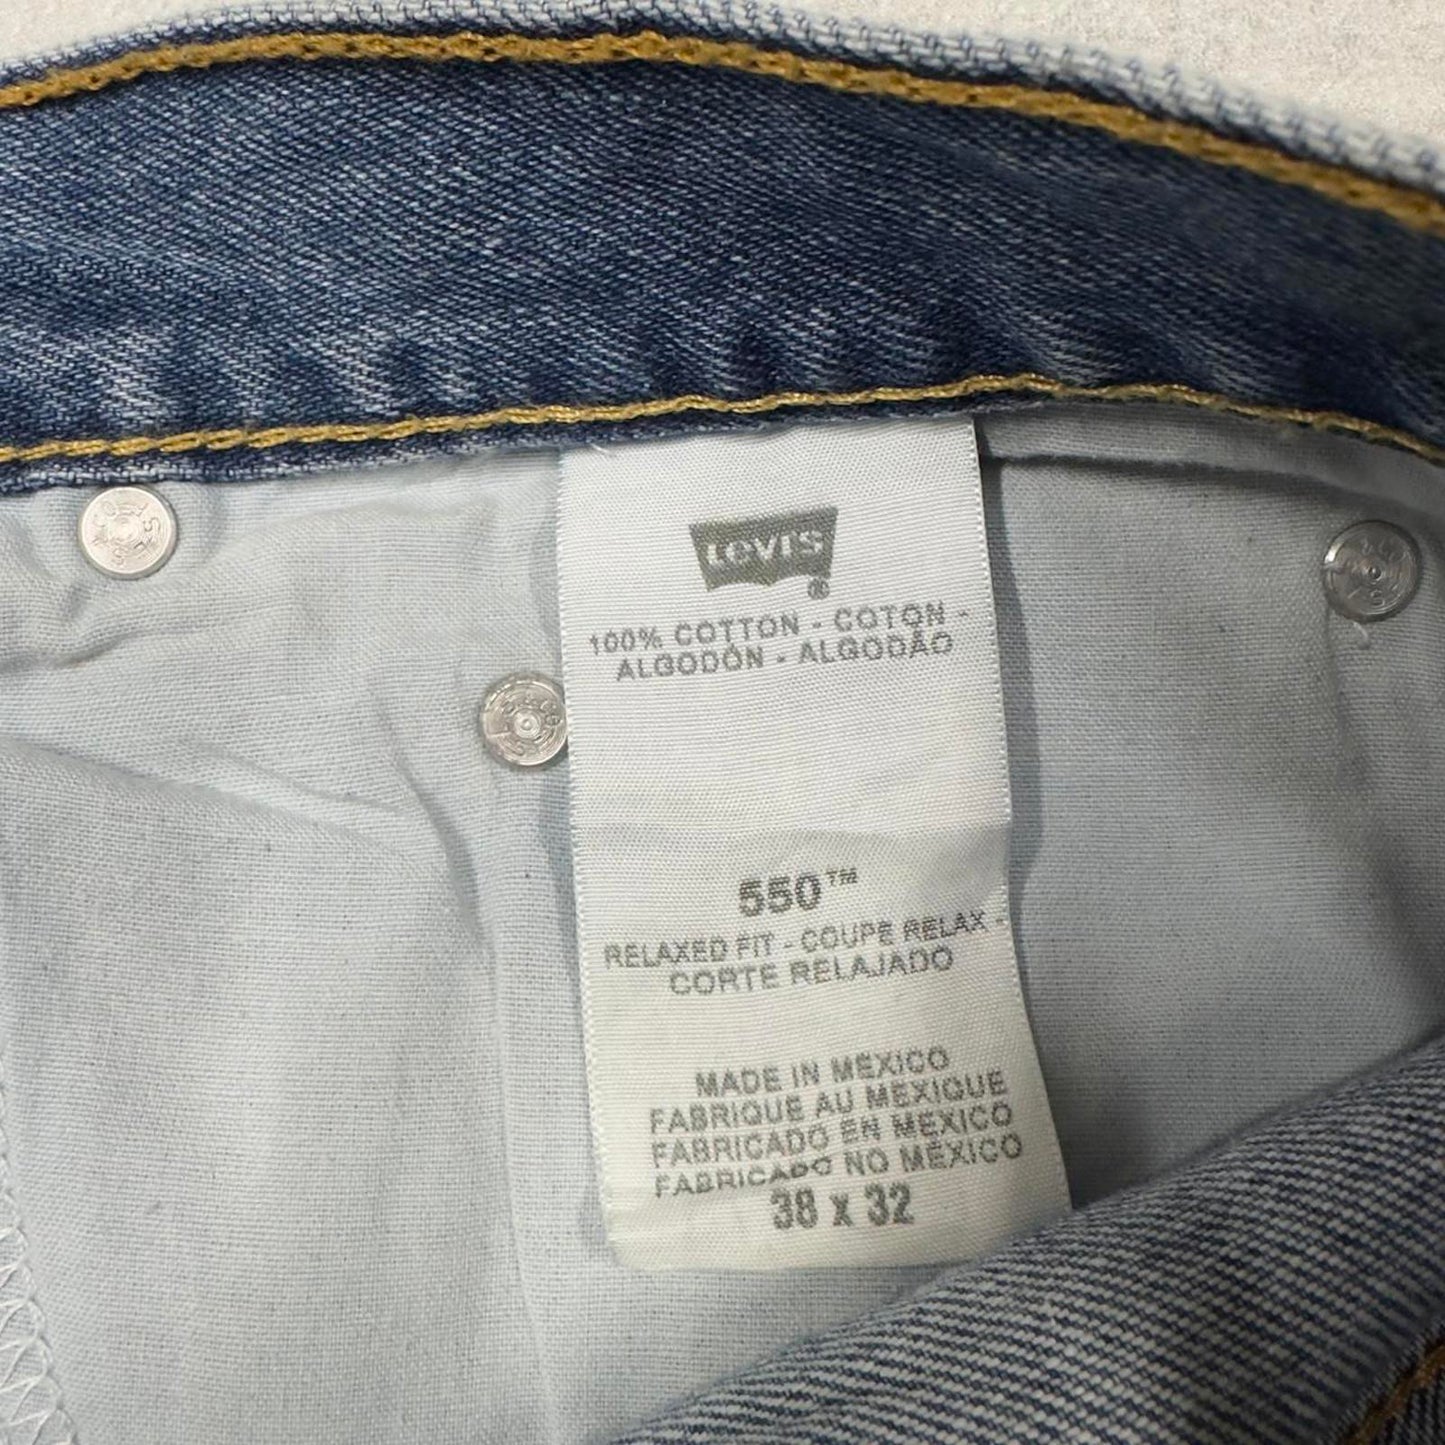 Levi's
®
100% COTTON - COTON -
ALGODÓN - ALGODÃO
550™
RELAXED FIT - COUPE RELAX -
CORTE RELAJADO
MADE IN MEXICO
FABRIQUE AU MEXIQUE
FABRICADO EN MEXICO
FABRICADO NO MÉXICO
38 x 32